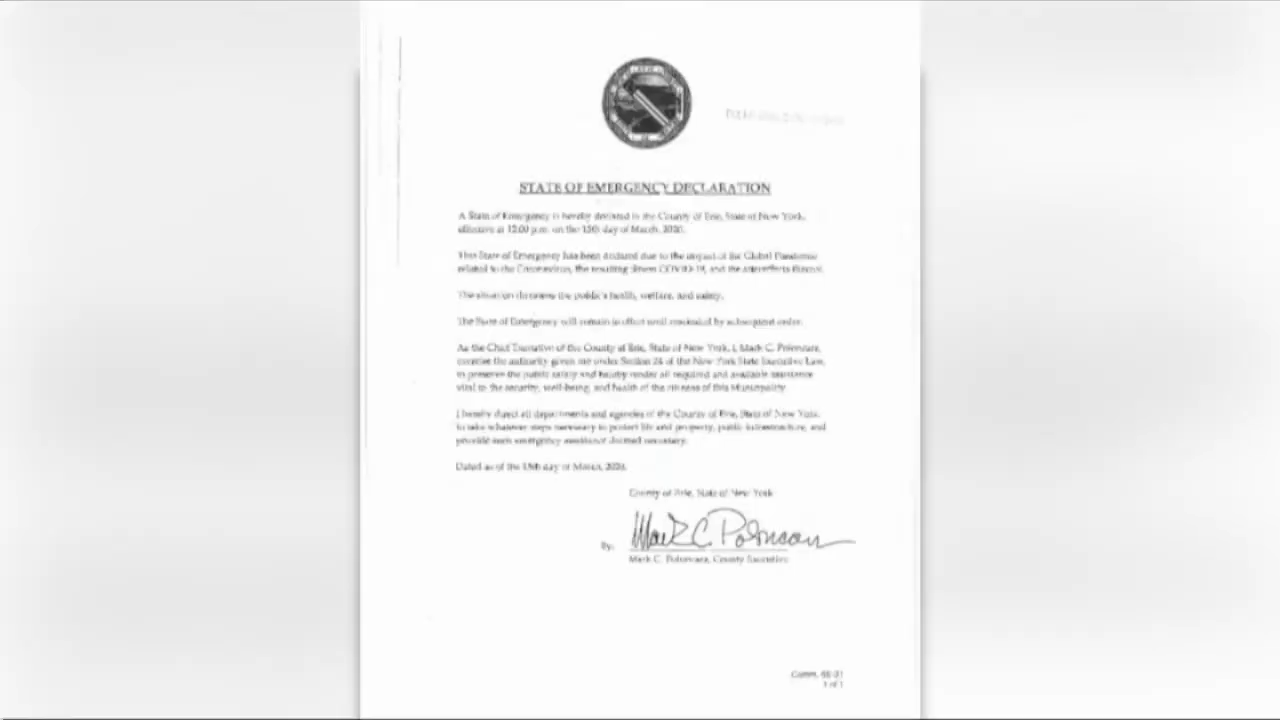 STATE OF EMERGENCY DECLARATION
A State of Emergency is hereby declared in the County of Erie, State of New York,
effective at 12:00 p.m. on the 15th day of March, 2020.
This State of Emergency has been declared due to the impact of the Global Pandemic
related to the Coronavirus, the resulting illness COVID-19, and the aftereffects thereof.
The situation threatens the public's health, welfare, and safety.
The State of Emergency will remain in effect until rescinded by subsequent order.
As the Chief Executive of the County of Erie, State of New York, I, Mark C. Poloncarz,
exercise the authority given me under Section 24 of the New York State Executive Law,
to preserve the public safety and hereby render all required and available assistance
vital to the security, well-being, and health of the citizens of this Municipality.
I hereby direct all departments and agencies of the County of Erie, State of New York,
to take whatever steps necessary to protect life and property, public infrastructure, and
provide such emergency assistance deemed necessary.
Dated as of the 15th day of March, 2020.
County of Erie, State of New York
By:
Mark C. Poloncarz, County Executive
Comm.
1 of 1